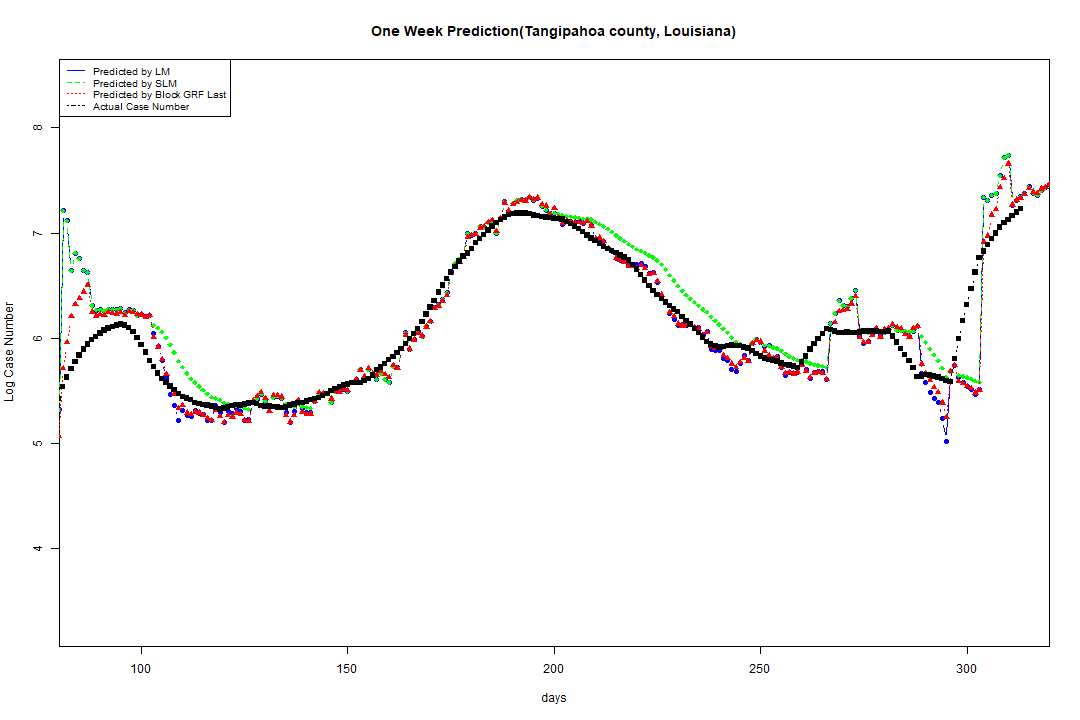 One Week Prediction(Tangipahoa county, Louisiana)
Predicted by LM
Predicted by SLM
Predicted by Block GRF Last
Actual Case Number
8
7
6
5
4
Log Case Number
100 150 200 250 300
days